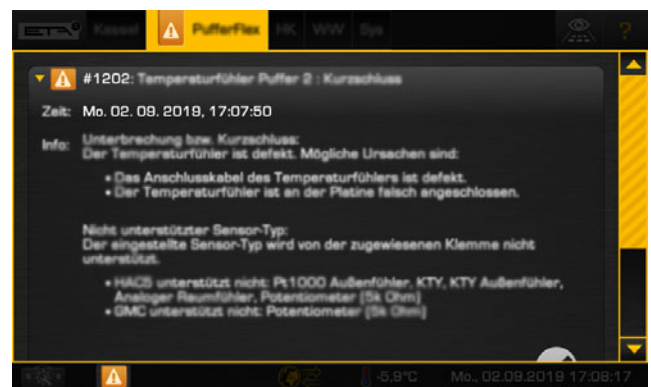 ETA Kessel PufferFlex HK WW Sys ?
#1202: Temperaturfühler Puffer 2 : Kurzschluss
Zeit: Mo. 02. 09. 2019, 17:07:50
Info: Unterbrechung bzw. Kurzschluss:
Der Temperaturfühler ist defekt. Mögliche Ursachen sind:
• Das Anschlusskabel des Temperaturfühlers ist defekt.
• Der Temperaturfühler ist an der Platine falsch angeschlossen.
Nicht unterstützter Sensor-Typ:
Der eingestellte Sensor-Typ wird von der zugewiesenen Klemme nicht
unterstützt.
• unterstützt nicht: Pt1000 Außenfühler, KTY, KTY Außenfühler,
Analoger Raumfühler, Potentiometer (5k Ohm)
• GMC unterstützt nicht: Potentiometer (5k Ohm)
-5,9°C Mo., 02.09.2019 17:08:17